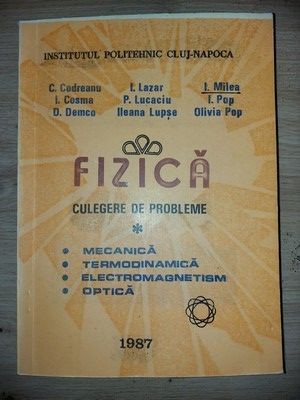 INSTITUTUL POLITEHNIC CLUJ-NAPOCA
C. Codreanu I. Lazar I. Milea
I. Cosma P. Lucaciu I. Pop
D. Demco Ileana Lupşe Olivia Pop
FIZICĂ
CULEGERE DE PROBLEME
*
• MECANICĂ
• TERMODINAMICĂ
• ELECTROMAGNETISM
• OPTICĂ
1987